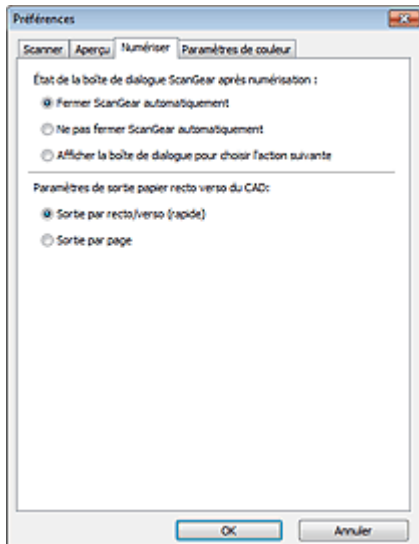 Préférences
Scanner Aperçu Numériser Paramètres de couleur
État de la boîte de dialogue ScanGear après numérisation :
Fermer ScanGear automatiquement
Ne pas fermer ScanGear automatiquement
Afficher la boîte de dialogue pour choisir l'action suivante
Paramètres de sortie papier recto verso du CAD:
Sortie par recto/verso (rapide)
Sortie par page
OK Annuler